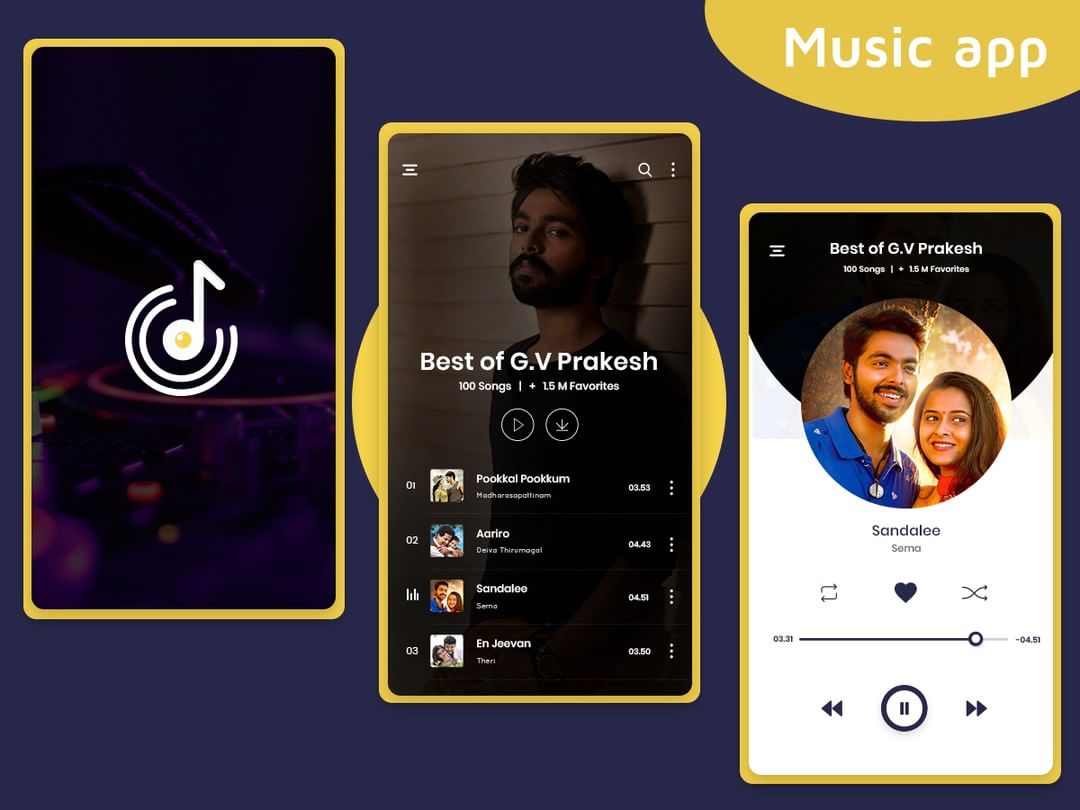 Music app
Best of G.V Prakesh
100 Songs | + 1.5 M Favorites
01 Pookkal Pookkum 03.53
Madharasapattinam
02 Aariro 04.43
Deiva Thirumagal
Sandalee 04.51
Sema
03 En Jeevan 03.50
Theri
Best of G.V Prakesh
100 Songs | + 1.5 M Favorites
Sandalee
Sema
03.31 -04.51